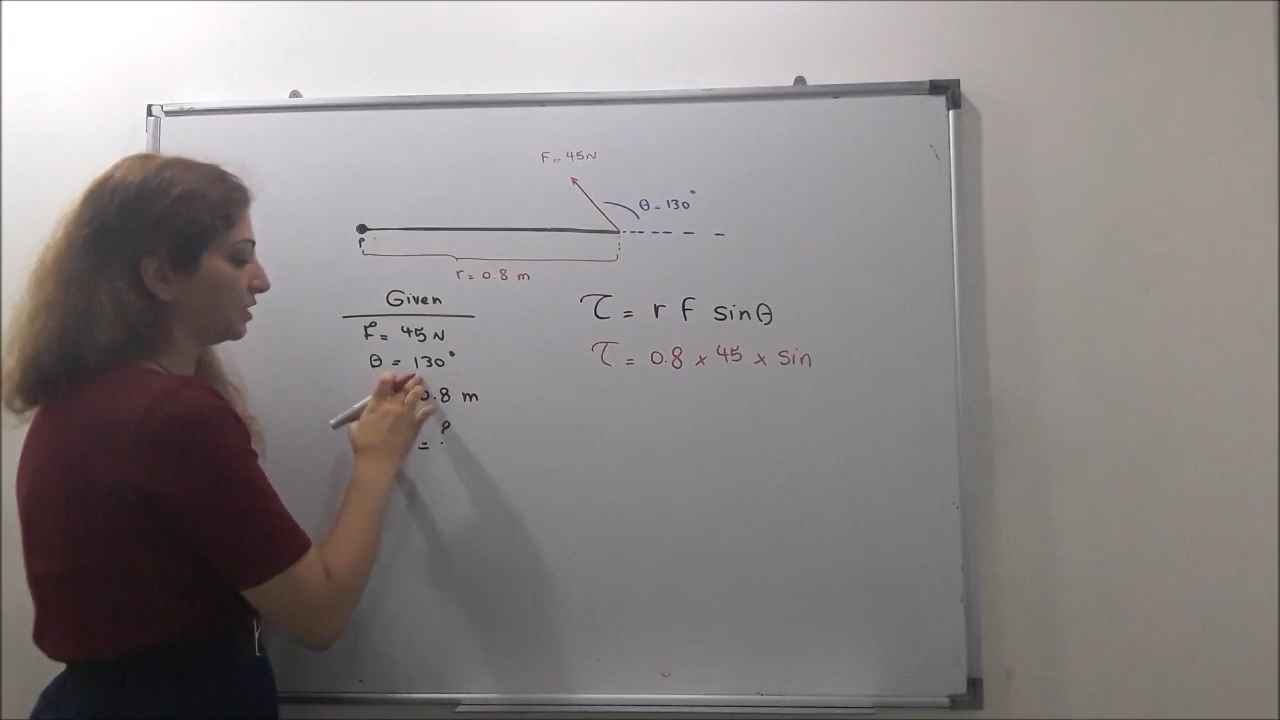 F = 45N
θ = 130°
P
r = 0.8 m
Given
F = 45 N
θ = 130°
0.8 m
= ?
τ = r F sinθ
τ = 0.8 × 45 × sin